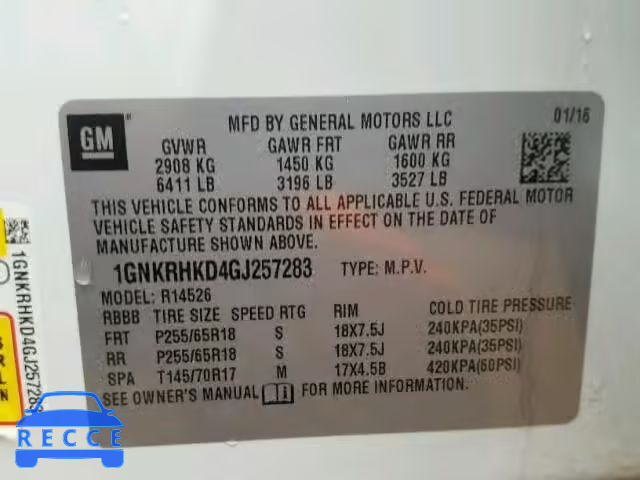 GM
MFD BY GENERAL MOTORS LLC 01/16
GVWR GAWR FRT GAWR RR
2908 KG 1450 KG 1600 KG
6411 LB 3196 LB 3527 LB
THIS VEHICLE CONFORMS TO ALL APPLICABLE U.S. FEDERAL MOTOR
VEHICLE SAFETY STANDARDS IN EFFECT ON THE DATE OF
MANUFACTURE SHOWN ABOVE.
1GNKRHKD4GJ257283 TYPE: M.P.V.
MODEL: R14526
RBBB TIRE SIZE SPEED RTG RIM COLD TIRE PRESSURE
FRT P255/65R18 S 18X7.5J 240KPA(35PSI)
RR P255/65R18 S 18X7.5J 240KPA(35PSI)
SPA T145/70R17 M 17X4.5B 420KPA(60PSI)
SEE OWNER'S MANUAL i FOR MORE INFORMATION.
1GNKRHKD4GJ257283
S
R
L
N
RECCE